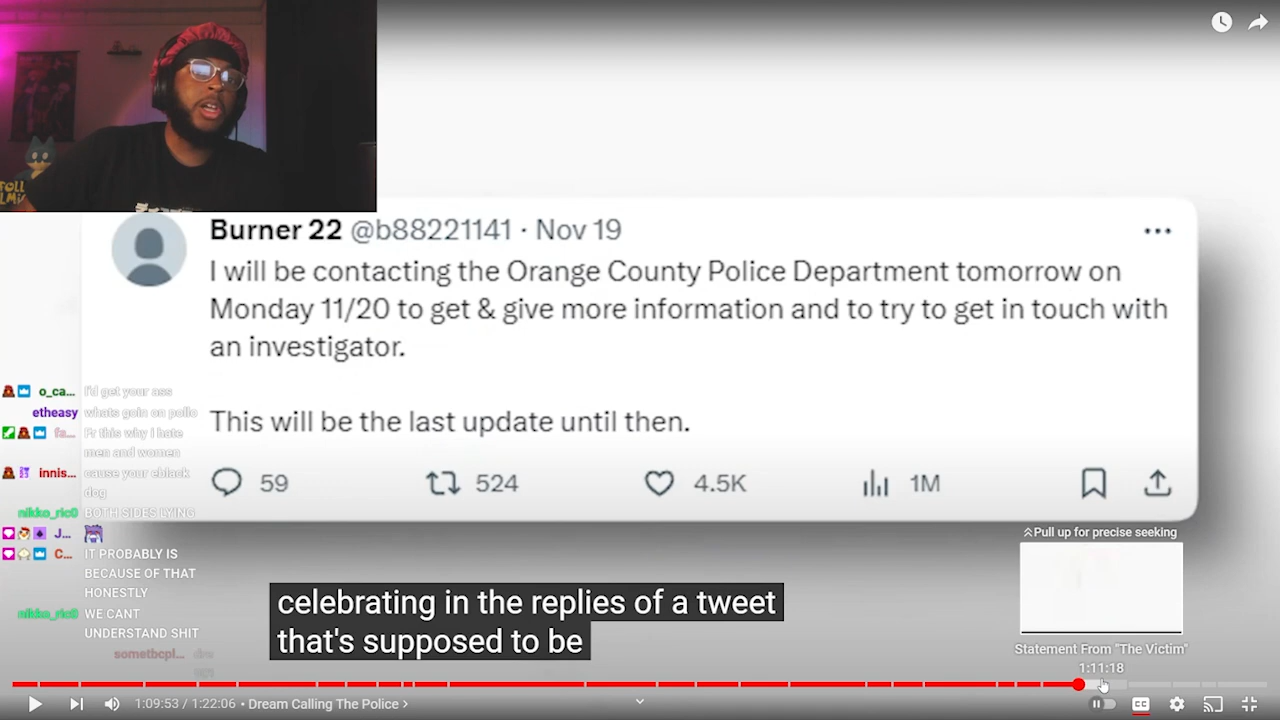 Burner 22 @b88221141 · Nov 19
I will be contacting the Orange County Police Department tomorrow on
Monday 11/20 to get & give more information and to try to get in touch with
an investigator.
This will be the last update until then.
59 524 4.5K 1M
o_ca... I'd get your ass
etheasy whats goin on pollo
fa... Fr this why I hate
men and women
innis... cause your eblack
dog
nikko_ric0 BOTH SIDES LYING
J...
C... IT PROBABLY IS
BECAUSE OF THAT
HONESTLY
nikko_ric0 WE CANT
UNDERSTAND SHIT
sometbcpl...
celebrating in the replies of a tweet
that's supposed to be
Pull up for precise seeking
Statement From "The Victim"
1:11:18
1:09:53 / 1:22:06 • Dream Calling The Police
CC